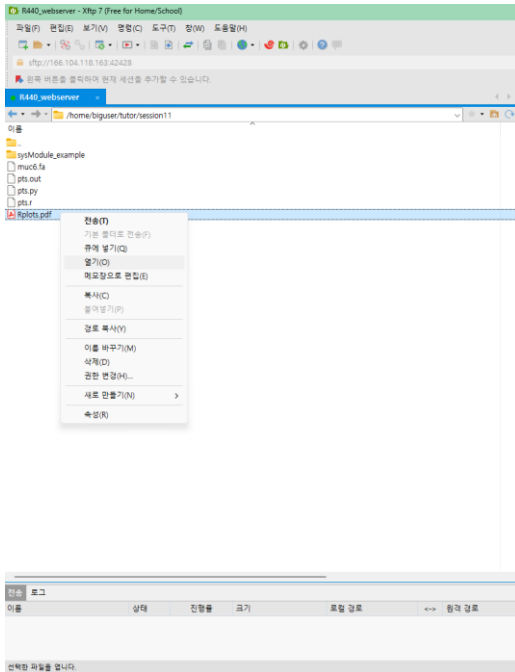 R440_webserver - Xftp 7 (Free for Home/School)
파일(F) 편집(E) 보기(V) 명령(C) 도구(T) 창(W) 도움말(H)
sftp://166.104.118.163:42428
왼쪽 버튼을 클릭하여 현재 세션을 추가할 수 있습니다.
R440_webserver ×
/home/biguser/tutor/session11
이름
..
sysModule_example
muc6.fa
pts.out
pts.py
pts.r
Rplots.pdf
전송(T)
기본 폴더로 전송(F)
큐에 넣기(Q)
열기(O)
메모장으로 편집(E)
복사(C)
붙여넣기(P)
경로 복사(Y)
이름 바꾸기(M)
삭제(D)
권한 변경(H)...
새로 만들기(N) >
속성(R)
전송 로그
이름 상태 진행률 크기 로컬 경로 <-> 원격 경로
선택한 파일을 엽니다.